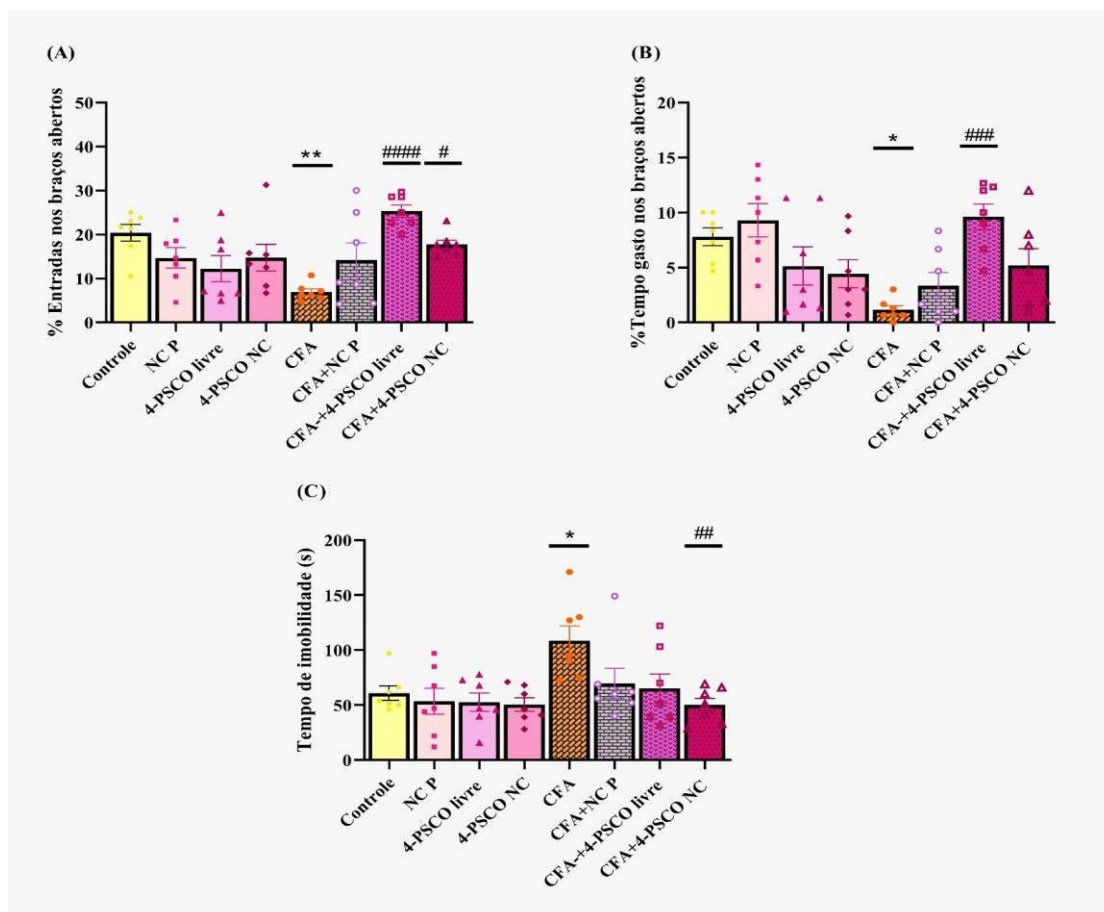 (A)
% Entradas nos braços abertos
50
40
30
20
10
0
**
####
#
Controle
NC P
4-PSCO livre
4-PSCO NC
CFA
CFA+NC P
CFA-+4-PSCO livre
CFA+4-PSCO NC
(B)
%Tempo gasto nos braços abertos
20
15
10
5
0
*
###
Controle
NC P
4-PSCO livre
4-PSCO NC
CFA
CFA+NC P
CFA-+4-PSCO livre
CFA+4-PSCO NC
(C)
Tempo de imobilidade (s)
200
150
100
50
0
*
##
Controle
NC P
4-PSCO livre
4-PSCO NC
CFA
CFA+NC P
CFA-+4-PSCO livre
CFA+4-PSCO NC